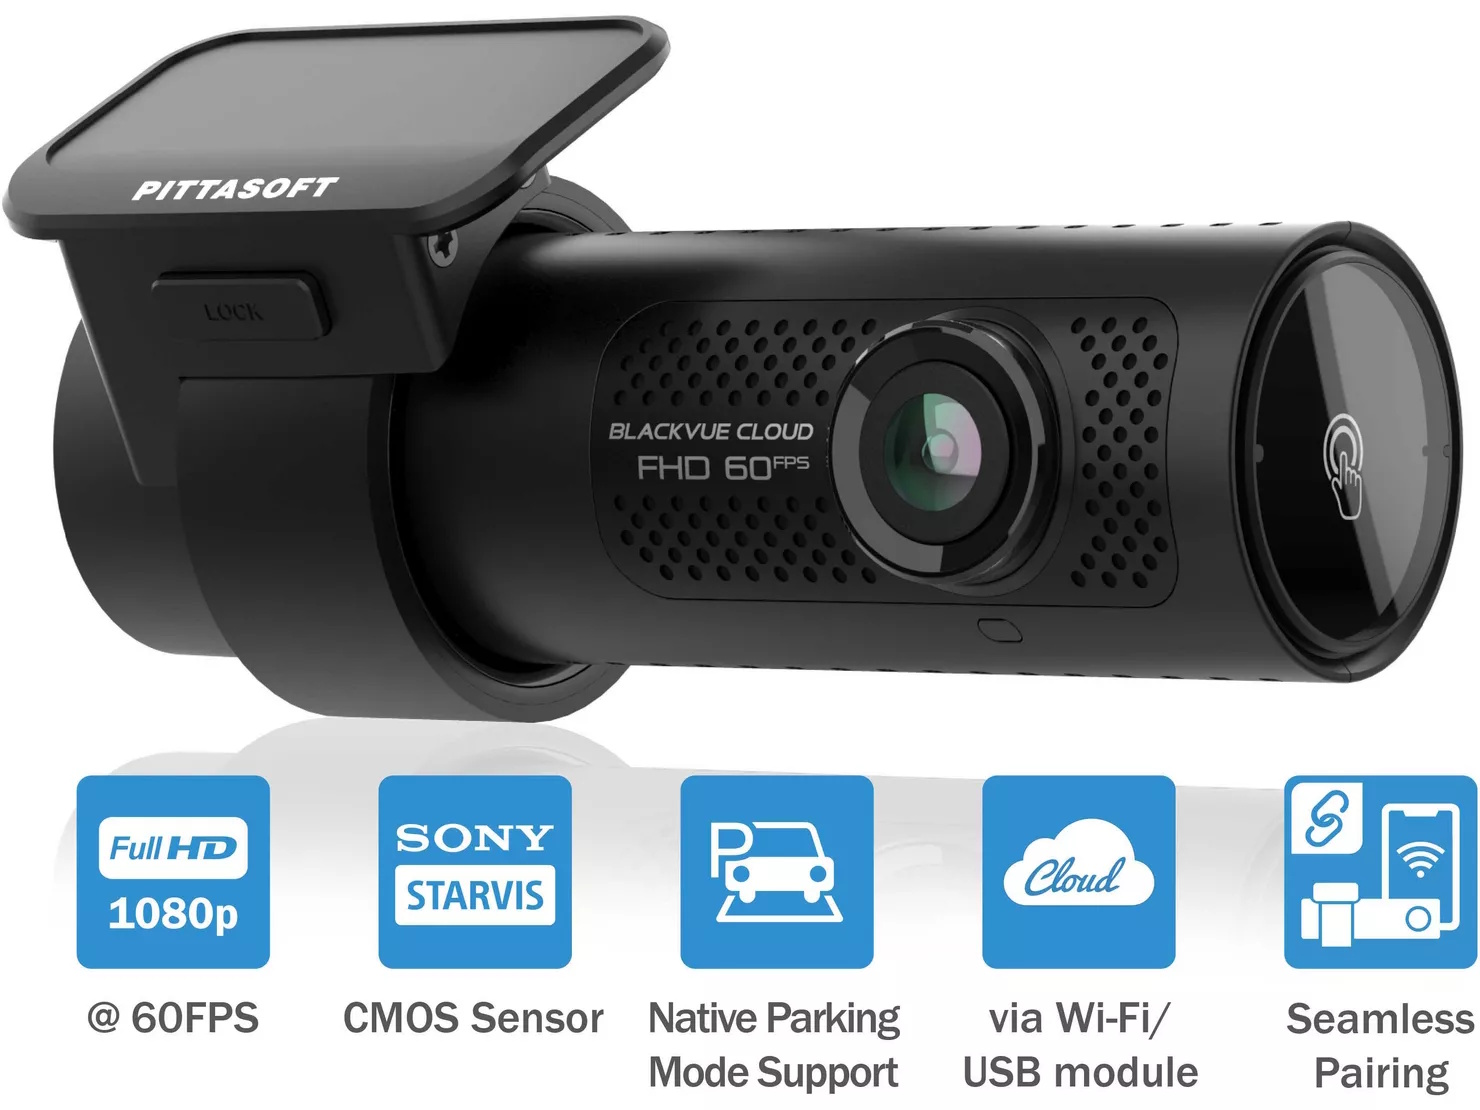 PITTASOFT
LOCK
BLACKVUE CLOUD
FHD 60FPS
Full HD
1080p
@ 60FPS
SONY
STARVIS
CMOS Sensor
P
Native Parking
Mode Support
Cloud
via Wi-Fi/
USB module
Seamless
Pairing